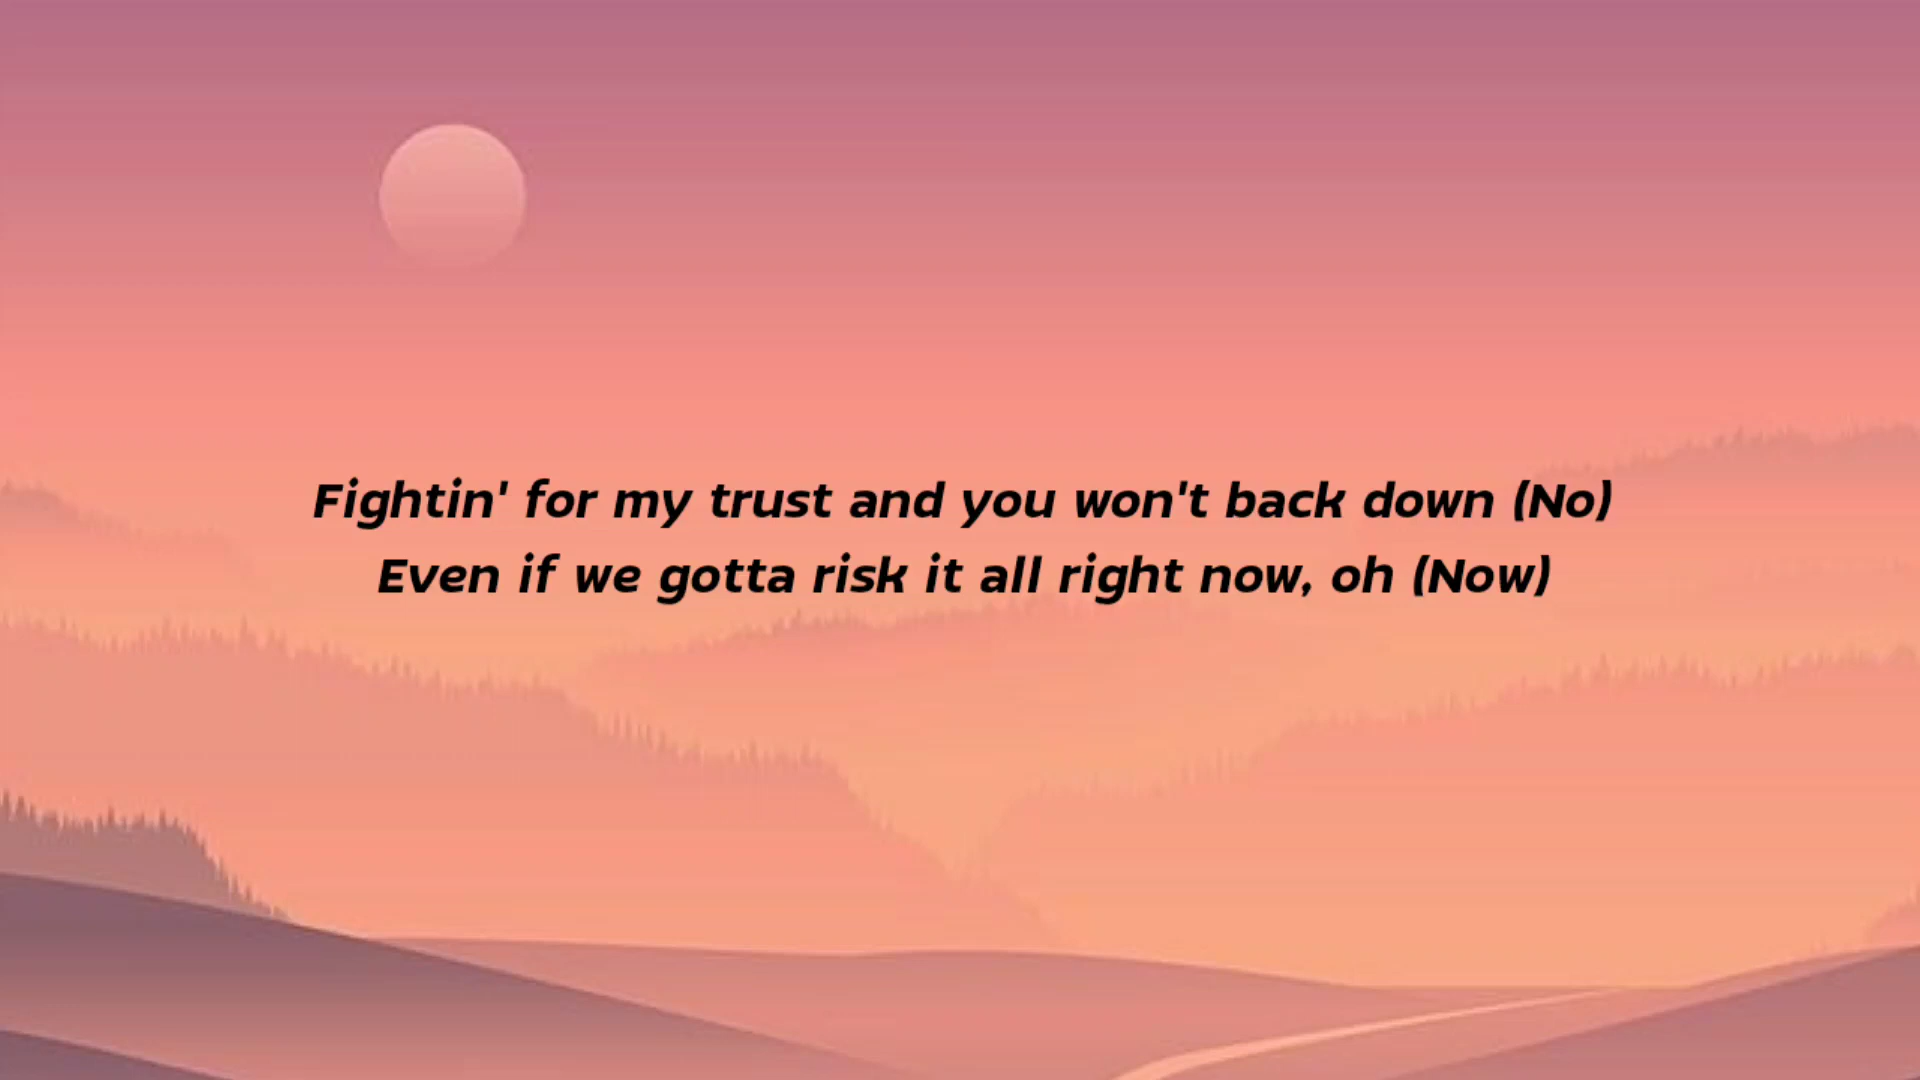 Fightin' for my trust and you won't back down (No)
Even if we gotta risk it all right now, oh (Now)